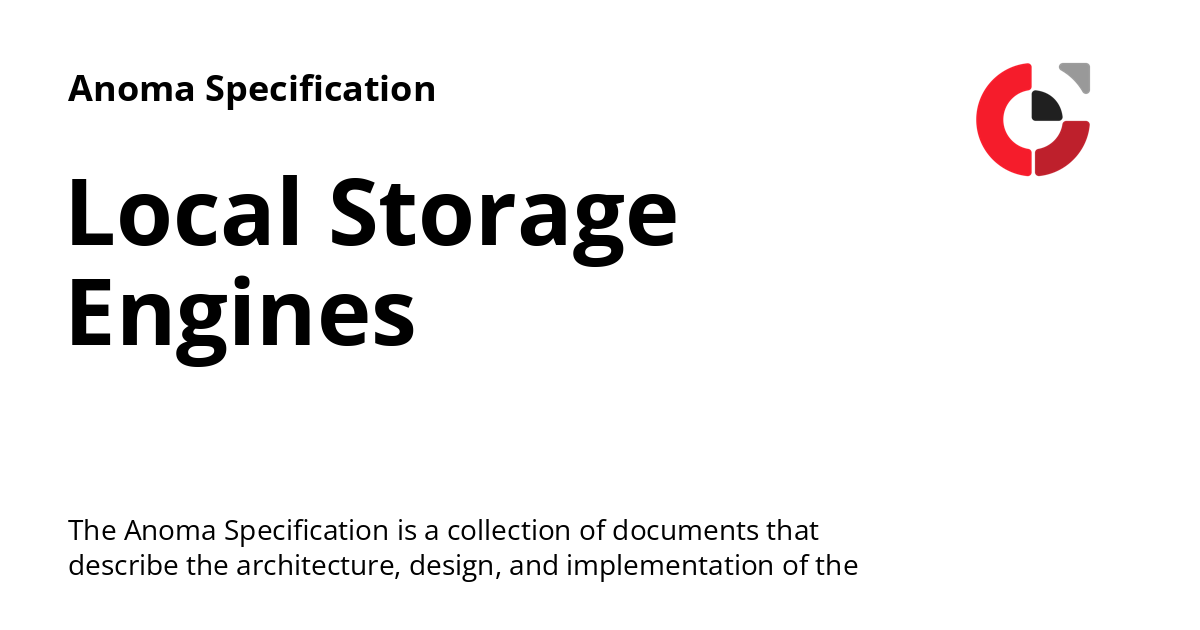 Anoma Specification
Local Storage
Engines
The Anoma Specification is a collection of documents that
describe the architecture, design, and implementation of the